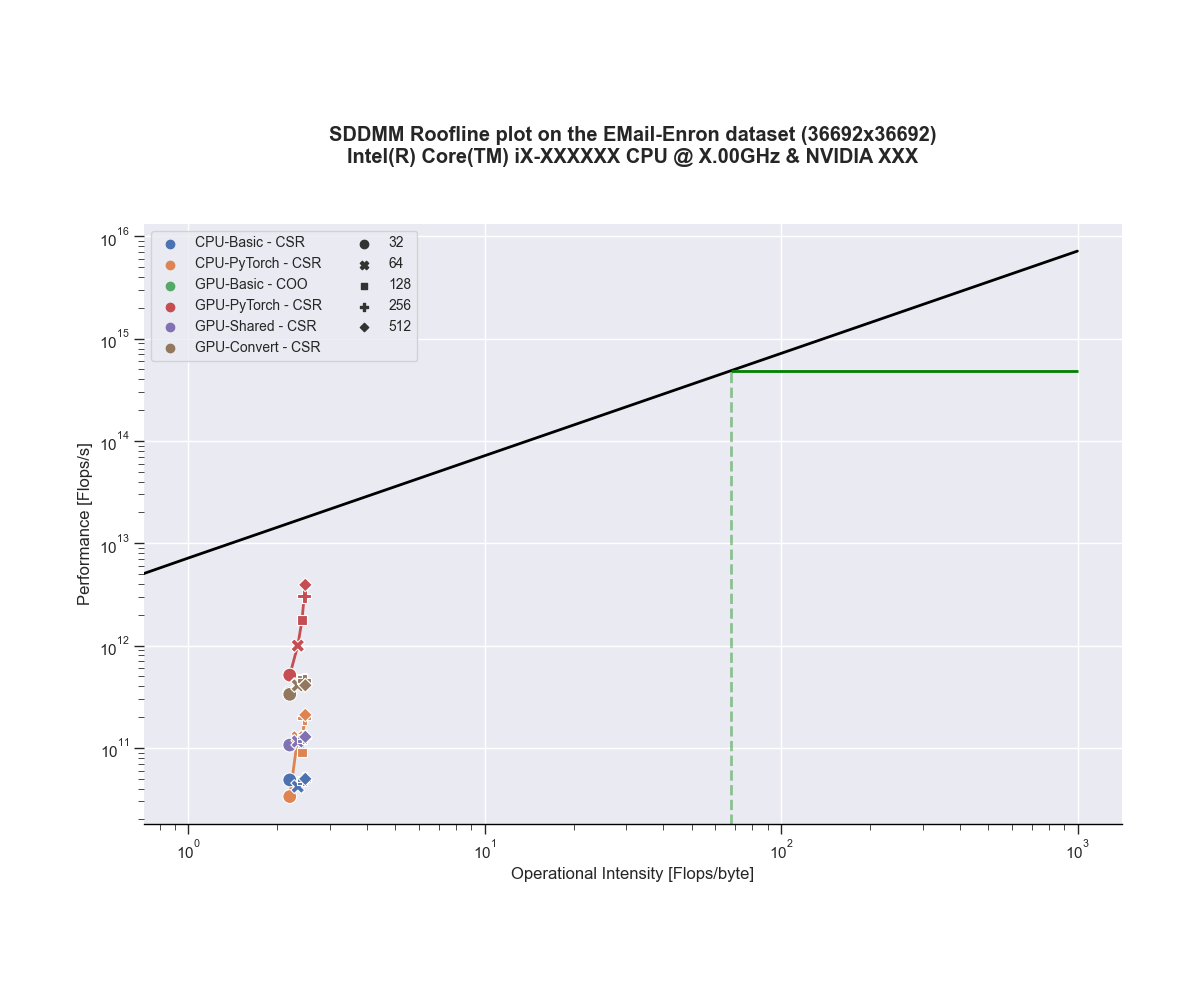 SDDMM Roofline plot on the EMail-Enron dataset (36692x36692)
Intel(R) Core(TM) iX-XXXXXX CPU @ X.00GHz & NVIDIA XXX
CPU-Basic - CSR
CPU-PyTorch - CSR
GPU-Basic - COO
GPU-PyTorch - CSR
GPU-Shared - CSR
GPU-Convert - CSR
32
64
128
256
512
Performance [Flops/s]
10^16
10^15
10^14
10^13
10^12
10^11
10^0
10^1
10^2
10^3
Operational Intensity [Flops/byte]